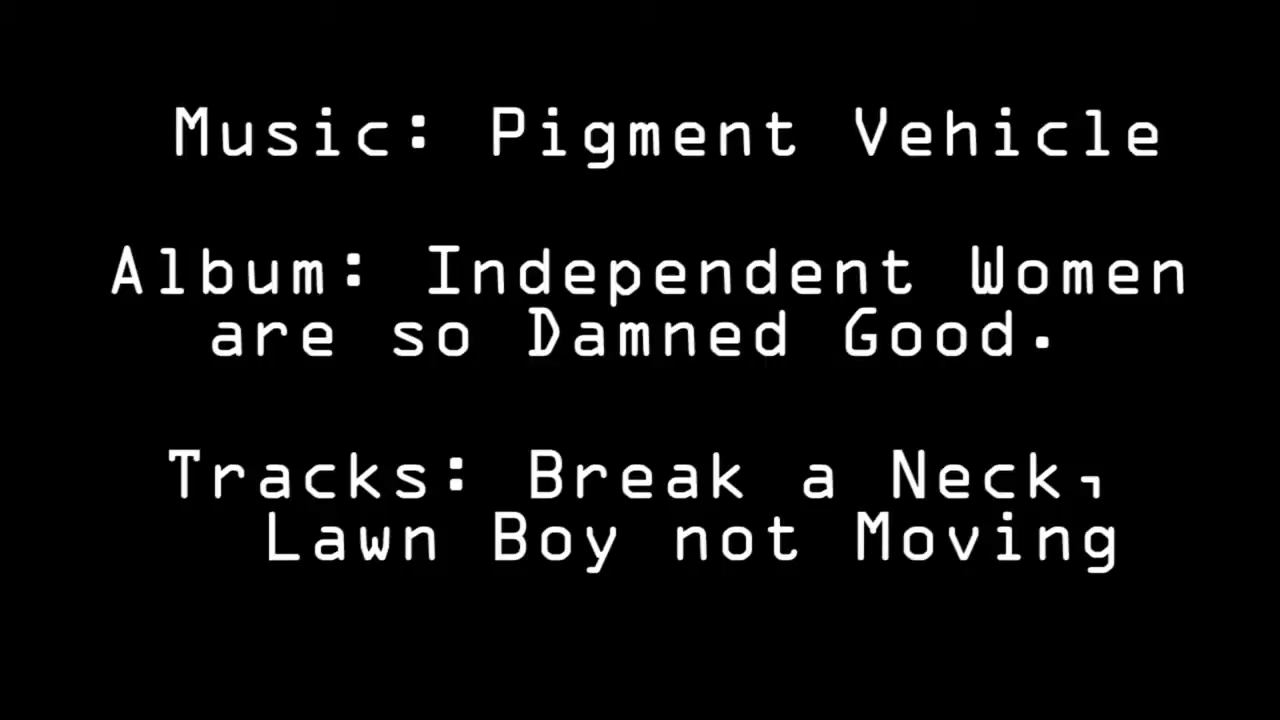 Music: Pigment Vehicle
Album: Independent Women
are so Damned Good.
Tracks: Break a Neck,
Lawn Boy not Moving